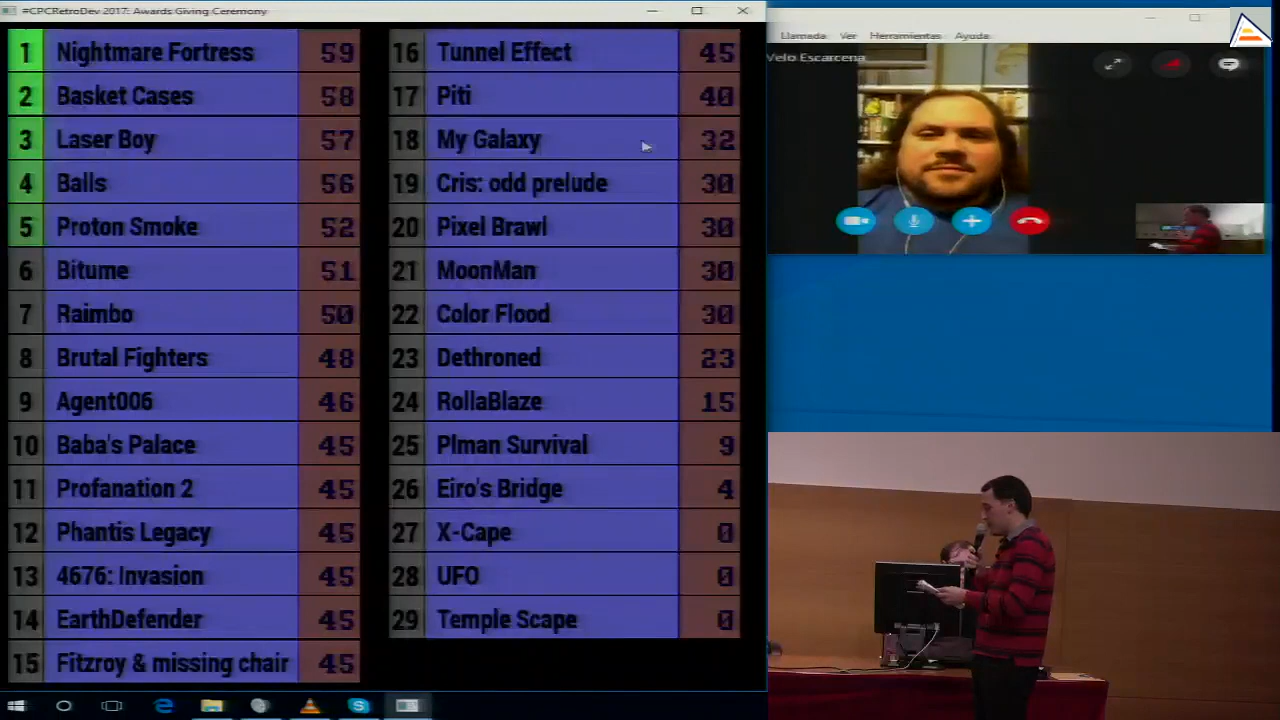 #CPCRetroDev 2017: Awards Giving Ceremony
1 Nightmare Fortress 59
2 Basket Cases 58
3 Laser Boy 57
4 Balls 56
5 Proton Smoke 52
6 Bitume 51
7 Raimbo 50
8 Brutal Fighters 48
9 Agent006 46
10 Baba's Palace 45
11 Profanation 2 45
12 Phantis Legacy 45
13 4676: Invasion 45
14 EarthDefender 45
15 Fitzroy & missing chair 45
16 Tunnel Effect 45
17 Piti 40
18 My Galaxy 32
19 Cris: odd prelude 30
20 Pixel Brawl 30
21 MoonMan 30
22 Color Flood 30
23 Dethroned 23
24 RollaBlaze 15
25 Plman Survival 9
26 Eiro's Bridge 4
27 X-Cape 0
28 UFO 0
29 Temple Scape 0
Llamada Ver Herramientas Ayuda
Velo Escarcena